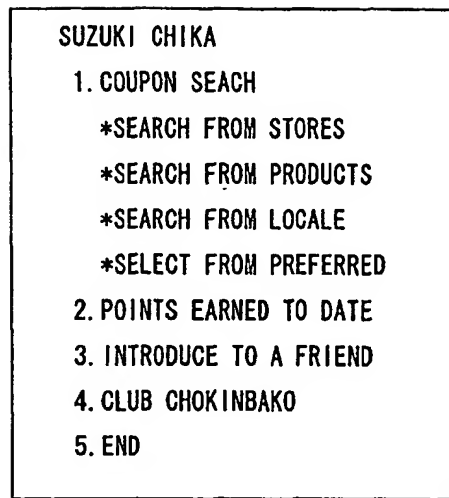 SUZUKI CHIKA
1. COUPON SEACH
*SEARCH FROM STORES
*SEARCH FROM PRODUCTS
*SEARCH FROM LOCALE
*SELECT FROM PREFERRED
2. POINTS EARNED TO DATE
3. INTRODUCE TO A FRIEND
4. CLUB CHOKINBAKO
5. END